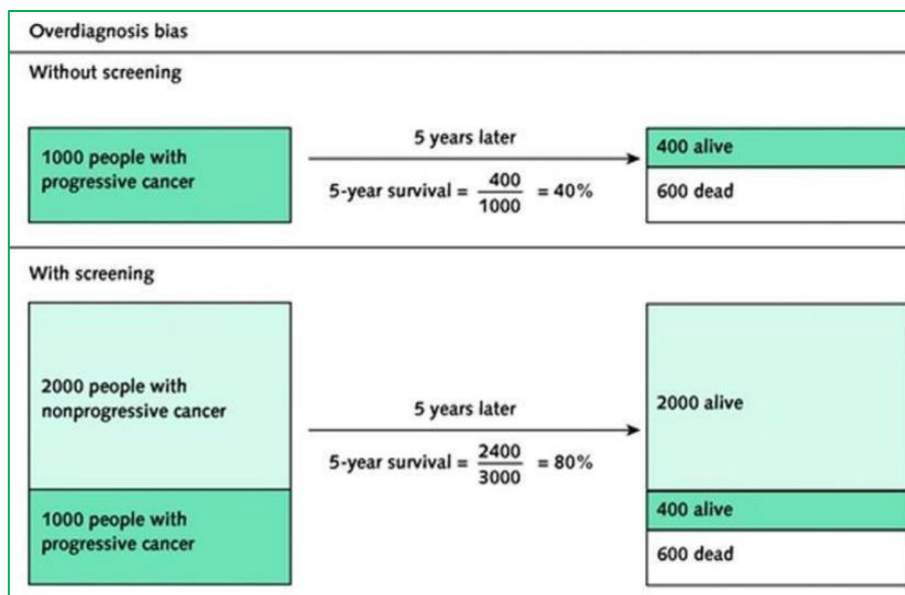 Overdiagnosis bias
Without screening
1000 people with
progressive cancer
5 years later
5-year survival = 400/1000 = 40%
400 alive
600 dead
With screening
2000 people with
nonprogressive cancer
1000 people with
progressive cancer
5 years later
5-year survival = 2400/3000 = 80%
2000 alive
400 alive
600 dead